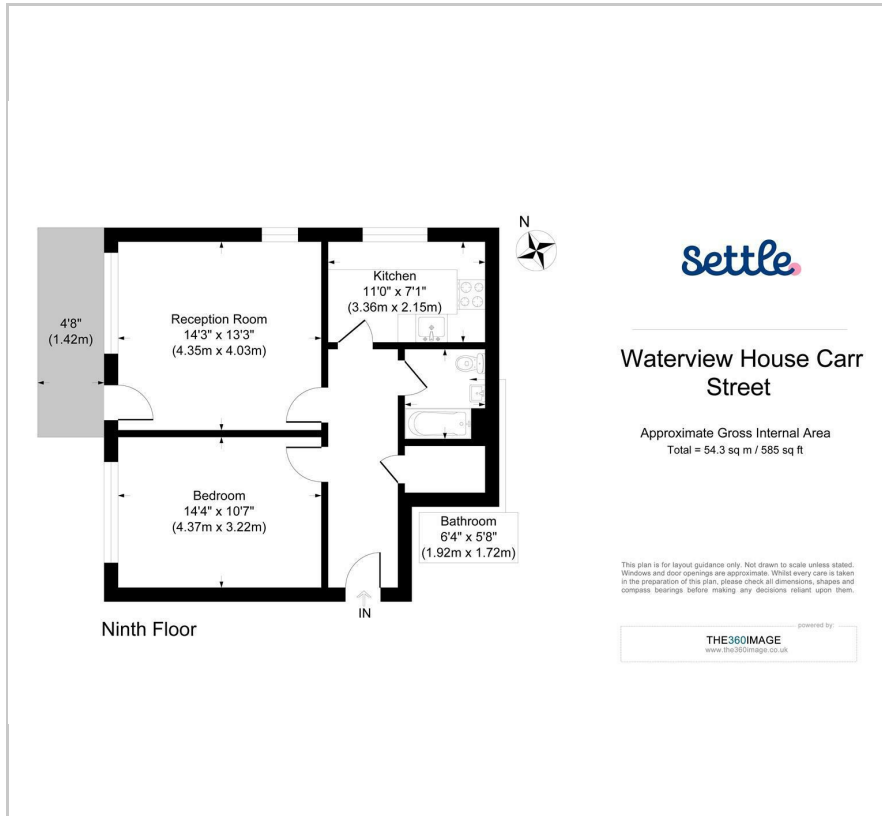 N
4'8"
(1.42m)
Reception Room
14'3" x 13'3"
(4.35m x 4.03m)
Kitchen
11'0" x 7'1"
(3.36m x 2.15m)
Bedroom
14'4" x 10'7"
(4.37m x 3.22m)
Bathroom
6'4" x 5'8"
(1.92m x 1.72m)
IN
Ninth Floor
Settle
Waterview House Carr
Street
Approximate Gross Internal Area
Total = 54.3 sq m / 585 sq ft
This plan is for layout guidance only. Not drawn to scale unless stated.
Windows and door openings are approximate. Whilst every care is taken
in the preparation of this plan, please check all dimensions, shapes and
compass bearings before making any decisions reliant upon them.
powered by:
THE360IMAGE
www.the360image.co.uk